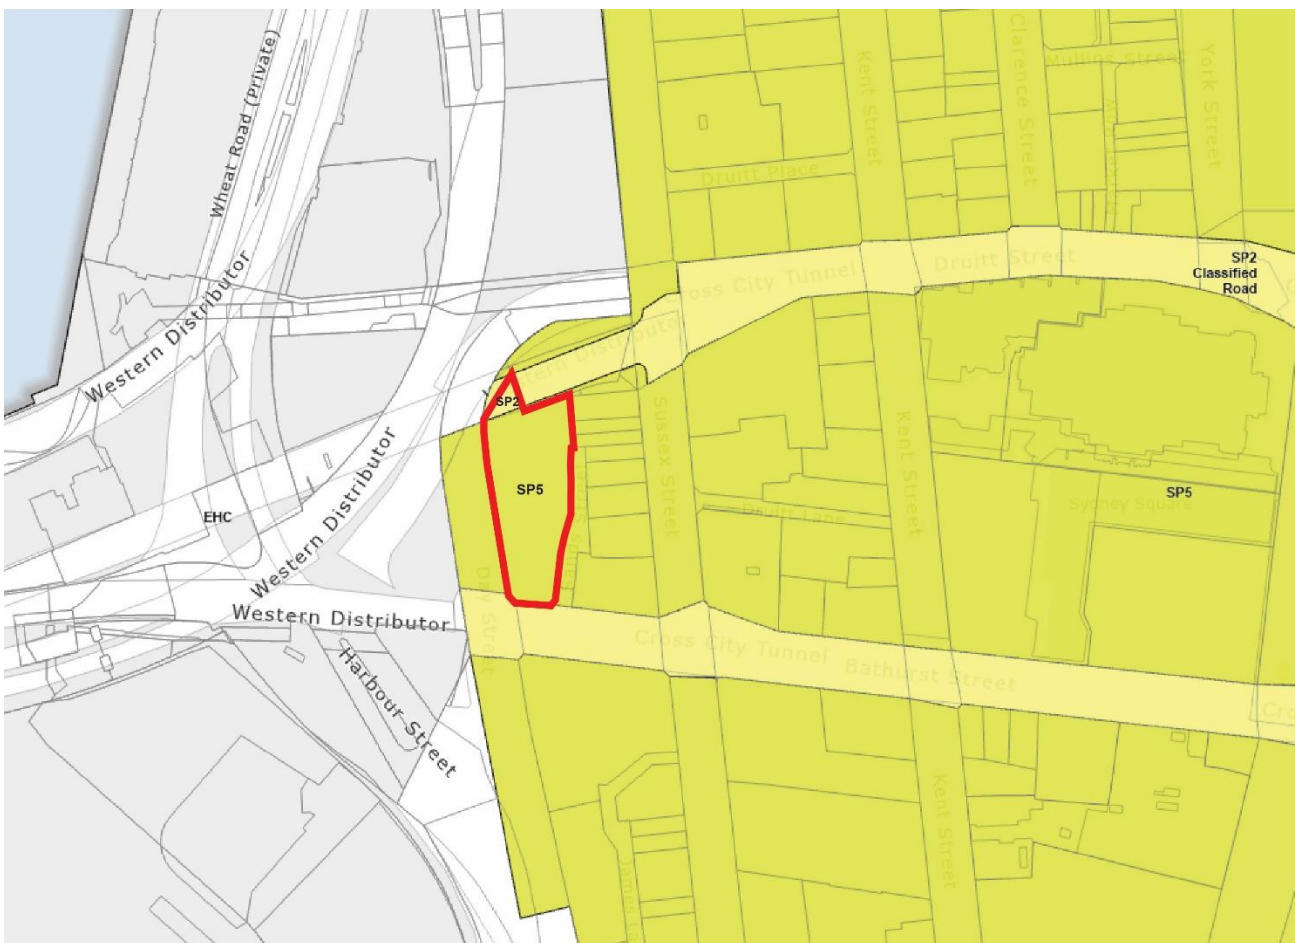 Wheat Road (Private)
Kent Street
Clarence Street
Mullins Street
York Street
Druitt Place
Western Distributor
Cross City Tunnel
Druitt Street
SP2
Classified
Road
SP2
Sussex Street
Kent Street
SP5
SP5
Sydney Square
Druitt Lane
EHC
Western Distributor
Day Street
Western Distributor
Cross City Tunnel
Bathurst Street
Harbour Street
Kent Street